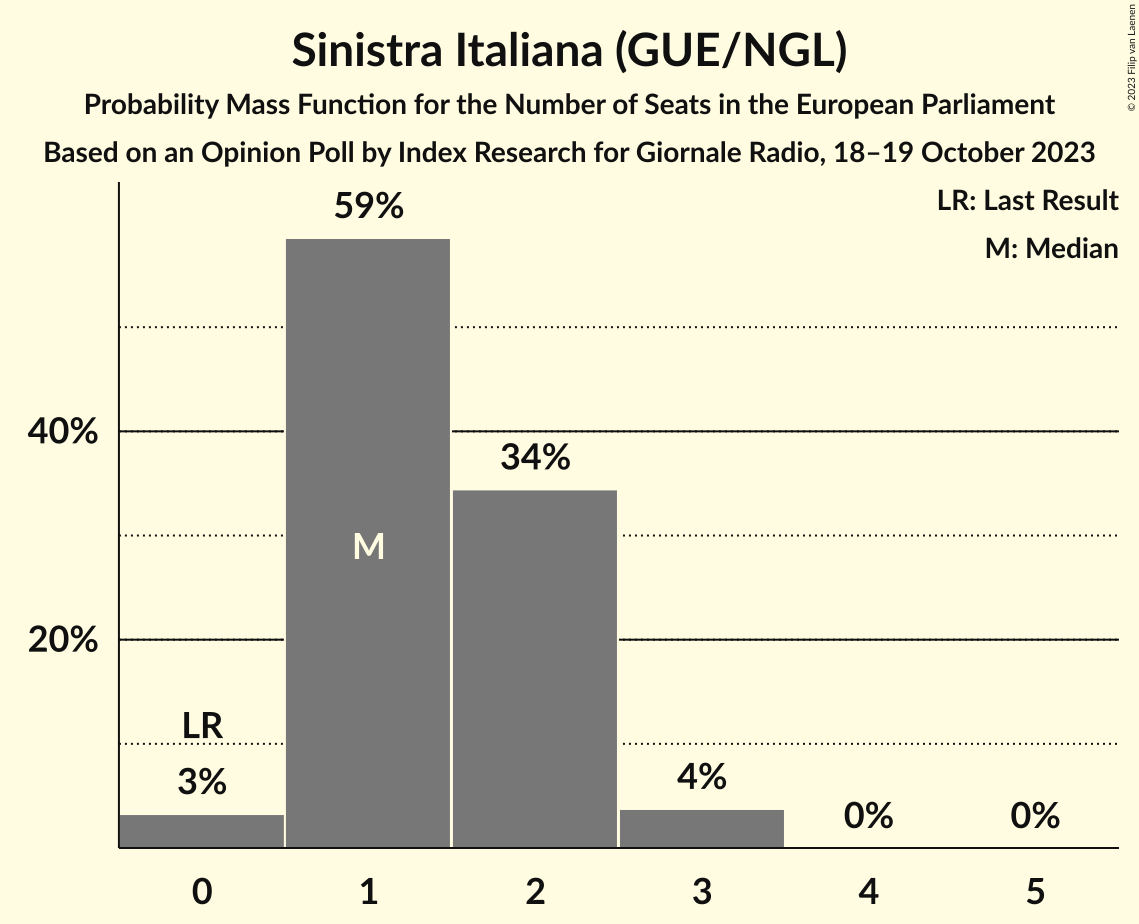 Sinistra Italiana (GUE/NGL)
Probability Mass Function for the Number of Seats in the European Parliament
Based on an Opinion Poll by Index Research for Giornale Radio, 18–19 October 2023
© 2023 Filip van Laenen
LR: Last Result
M: Median
59%
40%
34%
M
20%
LR
3%
4%
0%
0%
0
1
2
3
4
5